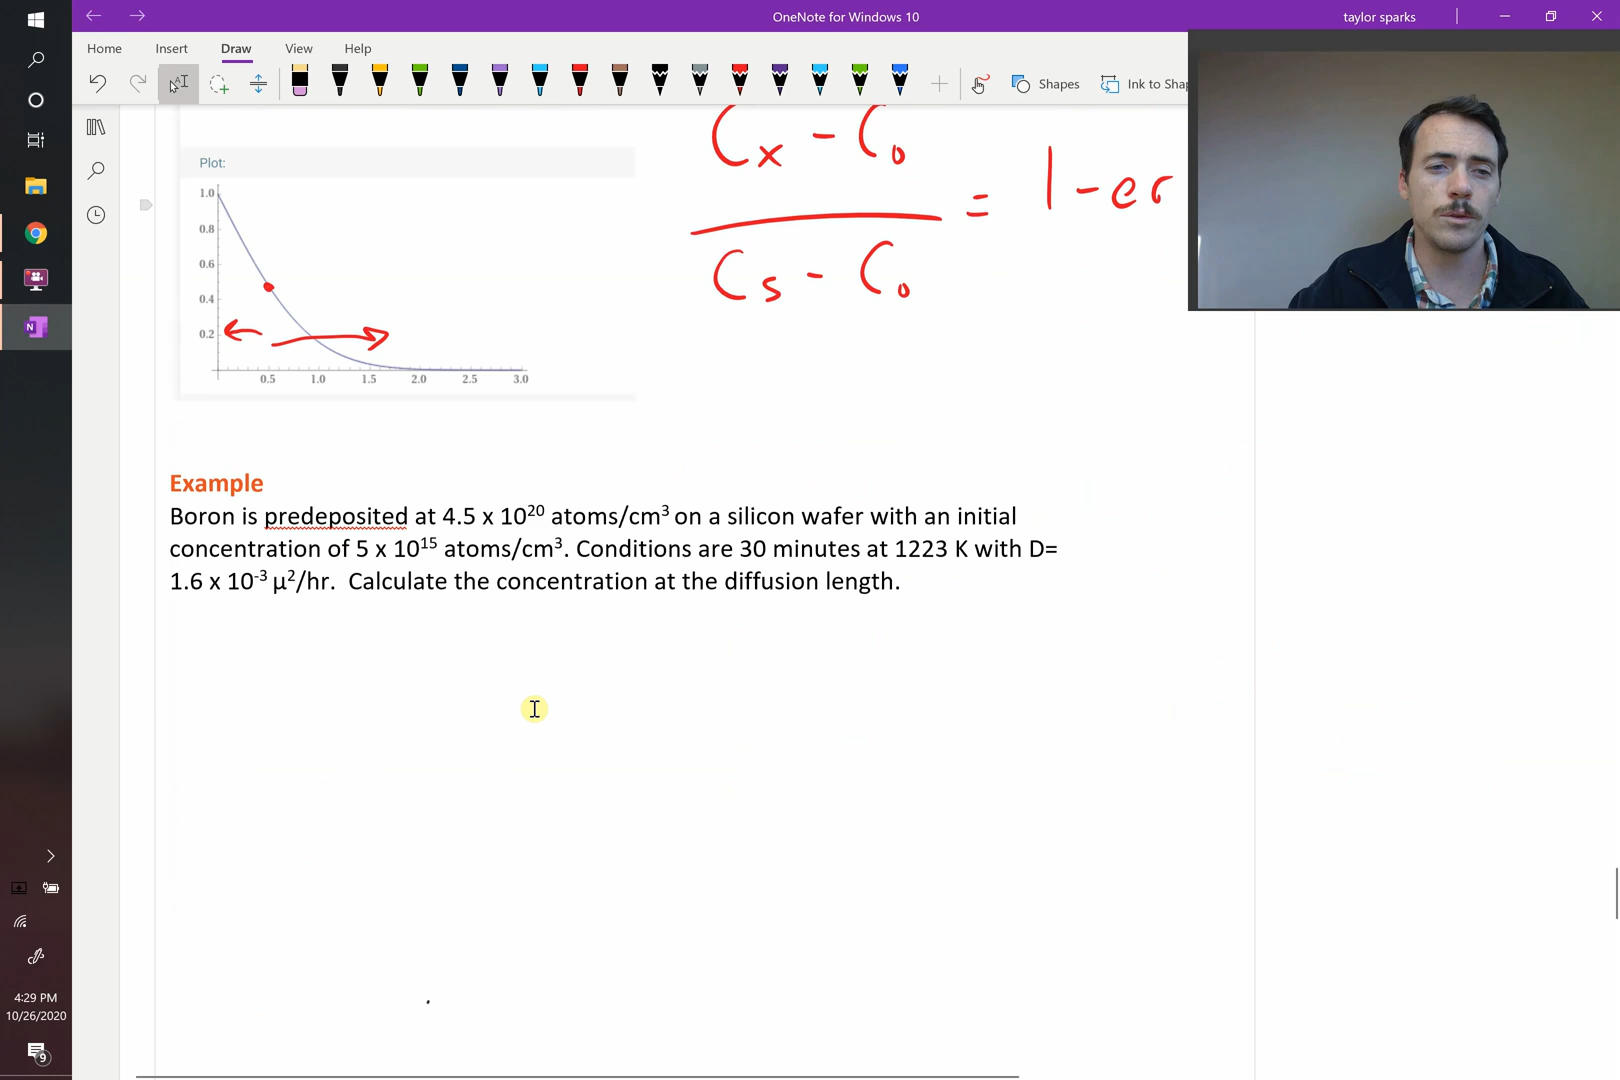 OneNote for Windows 10
taylor sparks
Home Insert Draw View Help
Shapes
Ink to Shap
Plot:
1.0
0.8
0.6
0.4
0.2
0.5 1.0 1.5 2.0 2.5 3.0
Cx - C0
= 1 - er
Cs - C0
Example
Boron is predeposited at 4.5 x 10²⁰ atoms/cm³ on a silicon wafer with an initial
concentration of 5 x 10¹⁵ atoms/cm³. Conditions are 30 minutes at 1223 K with D=
1.6 x 10⁻³ µ²/hr. Calculate the concentration at the diffusion length.
4:29 PM
10/26/2020
9